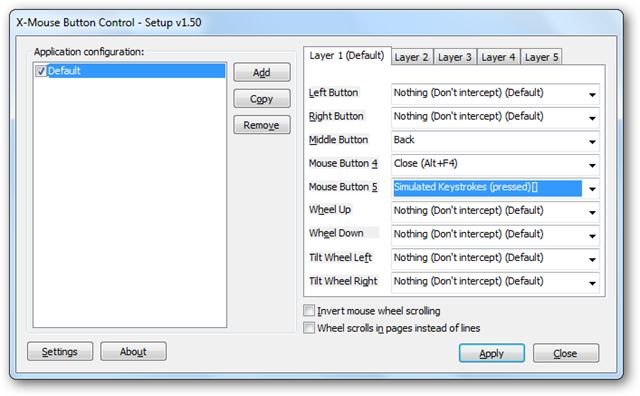 X-Mouse Button Control - Setup v1.50
Application configuration:
Default
Add
Copy
Remove
Settings
About
Layer 1 (Default) Layer 2 Layer 3 Layer 4 Layer 5
Left Button Nothing (Don't intercept) (Default)
Right Button Nothing (Don't intercept) (Default)
Middle Button Back
Mouse Button 4 Close (Alt+F4)
Mouse Button 5 Simulated Keystrokes (pressed)[]
Wheel Up Nothing (Don't intercept) (Default)
Wheel Down Nothing (Don't intercept) (Default)
Tilt Wheel Left Nothing (Don't intercept) (Default)
Tilt Wheel Right Nothing (Don't intercept) (Default)
Invert mouse wheel scrolling
Wheel scrolls in pages instead of lines
Apply
Close